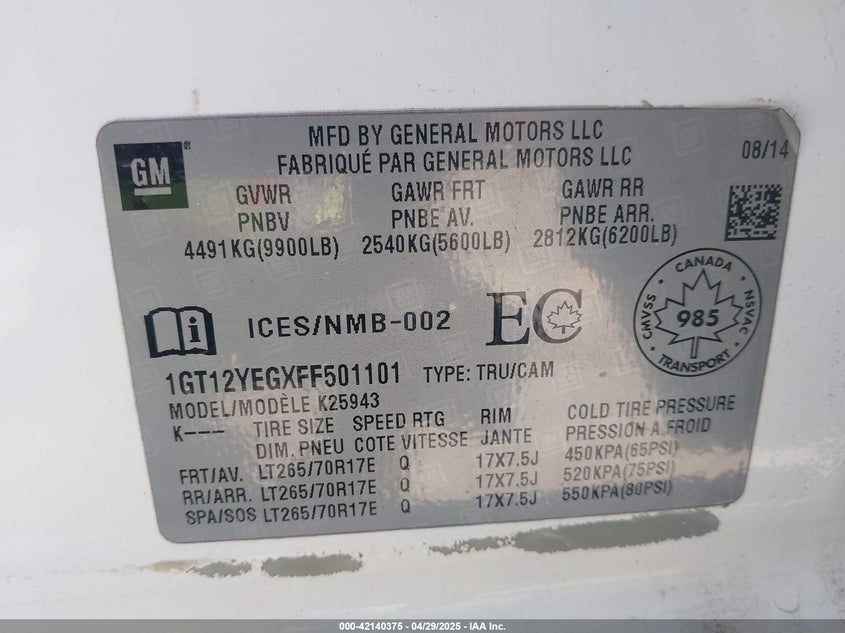 MFD BY GENERAL MOTORS LLC
FABRIQUÉ PAR GENERAL MOTORS LLC
08/14
GM
®
GVWR GAWR FRT GAWR RR
PNBV PNBE AV. PNBE ARR.
4491KG(9900LB) 2540KG(5600LB) 2812KG(6200LB)
i
ICES/NMB-002
EC
CANADA
CMVSS
985
NSVAC
TRANSPORT
1GT12YEGXFF501101 TYPE: TRU/CAM
MODEL/MODÈLE K25943
K--- TIRE SIZE SPEED RTG RIM COLD TIRE PRESSURE
DIM. PNEU COTE VITESSE JANTE PRESSION A FROID
FRT/AV. LT265/70R17E Q 17X7.5J 450KPA(65PSI)
RR/ARR. LT265/70R17E Q 17X7.5J 520KPA(75PSI)
SPA/SOS LT265/70R17E Q 17X7.5J 550KPA(80PSI)
000-42140375 - 04/29/2025 - IAA Inc.